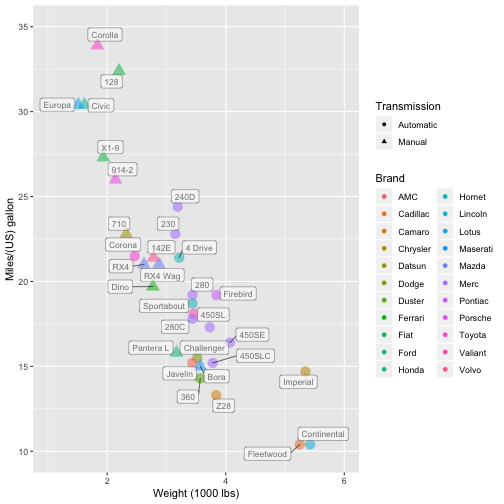 35
30
25
20
15
10
Miles/(US) gallon
2
4
6
Weight (1000 lbs)
Corolla
128
Europa
Civic
X1-9
914-2
240D
710
230
Corona
142E
4 Drive
RX4
RX4 Wag
Dino
280
Firebird
Sportabout
450SL
280C
450SE
Pantera L
Challenger
450SLC
Javelin
Bora
Imperial
360
Z28
Continental
Fleetwood
Transmission
Automatic
Manual
Brand
AMC
Cadillac
Camaro
Chrysler
Datsun
Dodge
Duster
Ferrari
Fiat
Ford
Honda
Hornet
Lincoln
Lotus
Maserati
Mazda
Merc
Pontiac
Porsche
Toyota
Valiant
Volvo